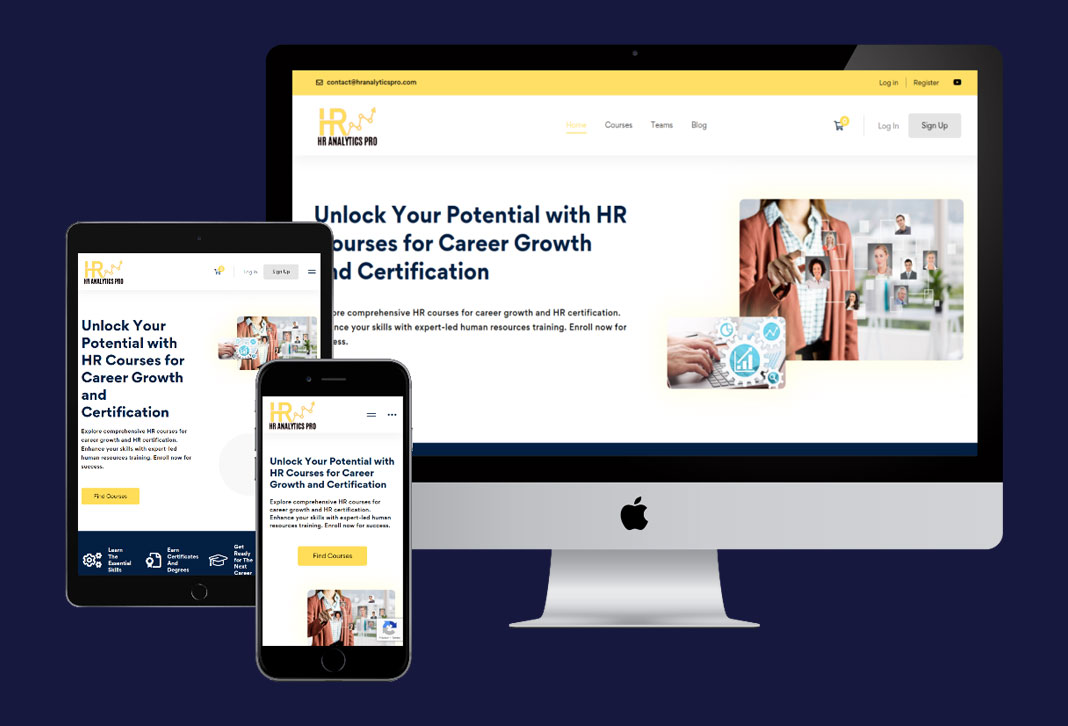 contact@hranalyticspro.com
Log in
Register
HR
HR ANALYTICS PRO
Home
Courses
Teams
Blog
0
Log In
Sign Up
Unlock Your Potential with HR
Courses for Career Growth
nd Certification
ore comprehensive HR courses for career growth and HR certification.
nce your skills with expert-led human resources training. Enroll now for
ess.
HR
HR ANALYTICS PRO
Log In
Sign Up
Unlock Your
Potential with
HR Courses for
Career Growth
and
Certification
Explore comprehensive HR courses for
career growth and HR certification.
Enhance your skills with expert-led
human resources training. Enroll now for
success.
Find Courses
Learn
The
Essential
Skills
Earn
Certificates
And
Degrees
Get
Ready
for The
Next
Career
HR
HR ANALYTICS PRO
Unlock Your Potential with
HR Courses for Career
Growth and Certification
Explore comprehensive HR courses for
career growth and HR certification.
Enhance your skills with expert-led human
resources training. Enroll now for success.
Find Courses